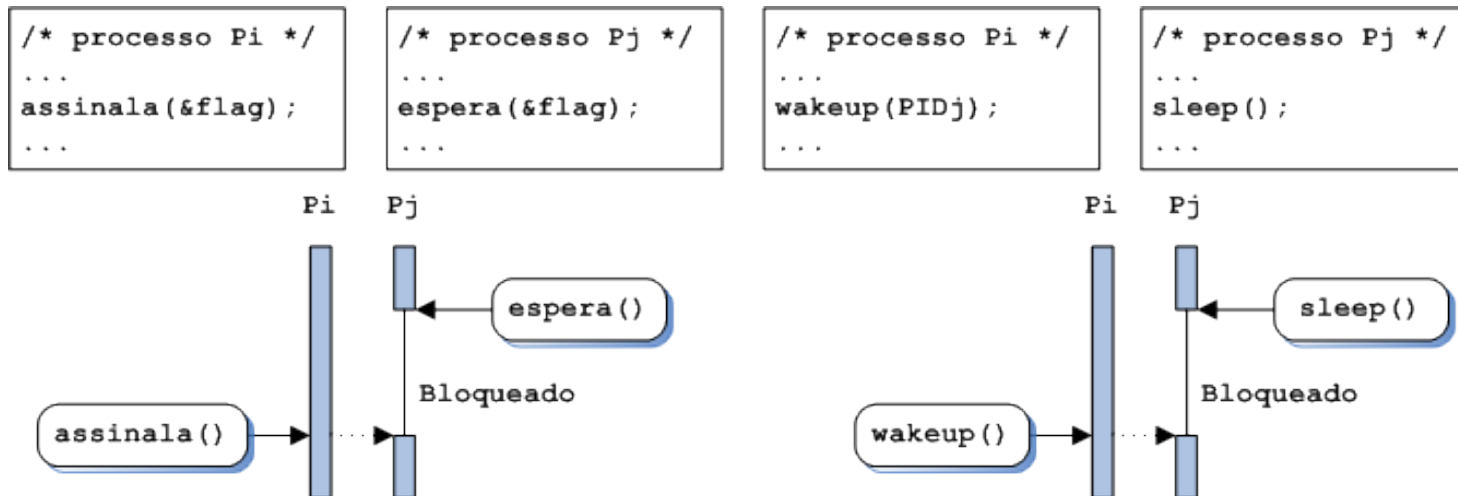 /* processo Pi */
...
assinala(&flag);
...
/* processo Pj */
...
espera(&flag);
...
/* processo Pi */
...
wakeup(PIDj);
...
/* processo Pj */
...
sleep();
...
Pi Pj
espera()
Bloqueado
assinala()
Pi Pj
sleep()
Bloqueado
wakeup()